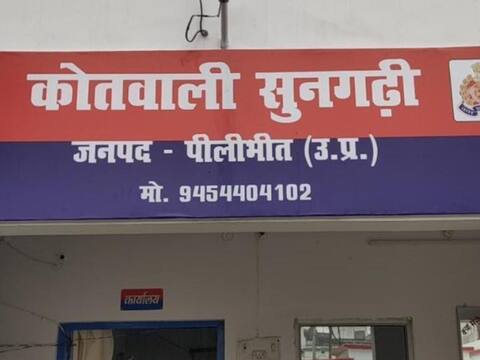 कोतवाली सुनगढ़ी
जनपद - पीलीभीत (उ.प्र.)
मो. 9454404102
कार्यालय